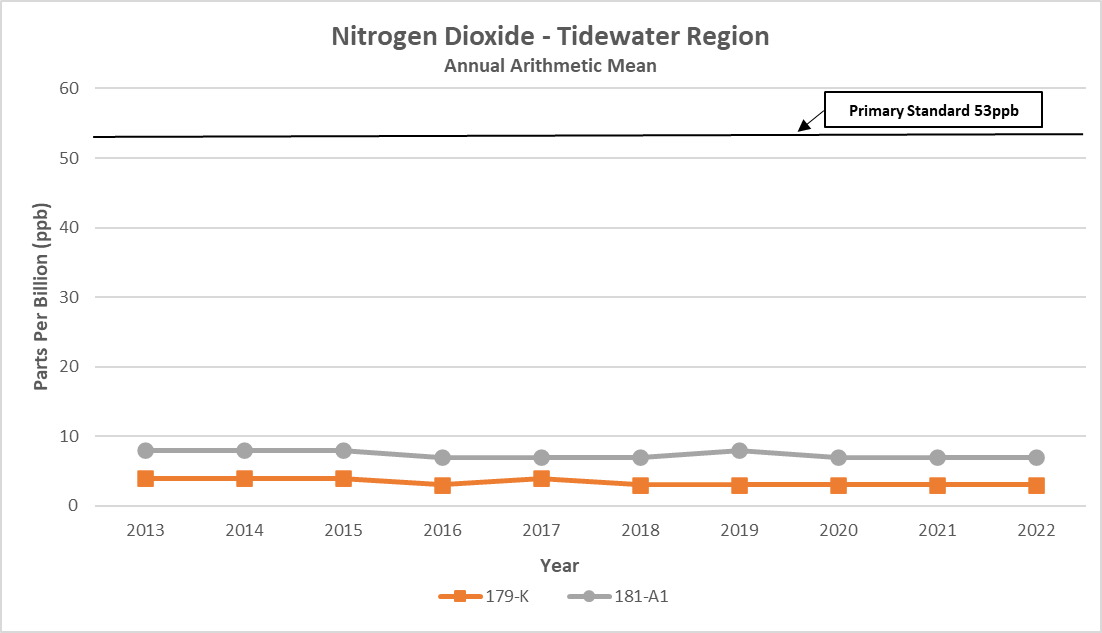 Nitrogen Dioxide - Tidewater Region
Annual Arithmetic Mean
60
Primary Standard 53ppb
50
40
30
20
10
0
Parts Per Billion (ppb)
2013 2014 2015 2016 2017 2018 2019 2020 2021 2022
Year
179-K 181-A1